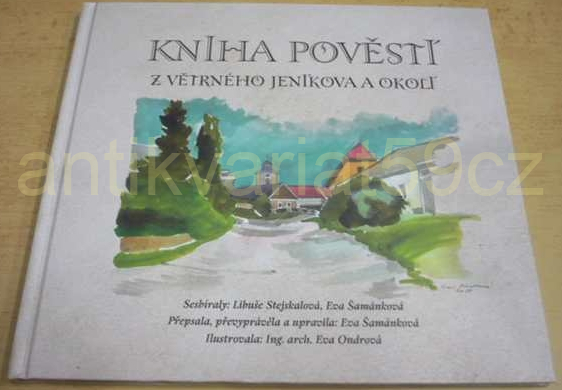 KNIHA POVĚSTÍ
Z VĚTRNÉHO JENÍKOVA A OKOLÍ
antikvariat59cz
Sesbíraly: Libuše Stejskalová, Eva Šamánková
Přepsala, převyprávěla a upravila: Eva Šamánková
Ilustrovala: Ing. arch. Eva Ondrová